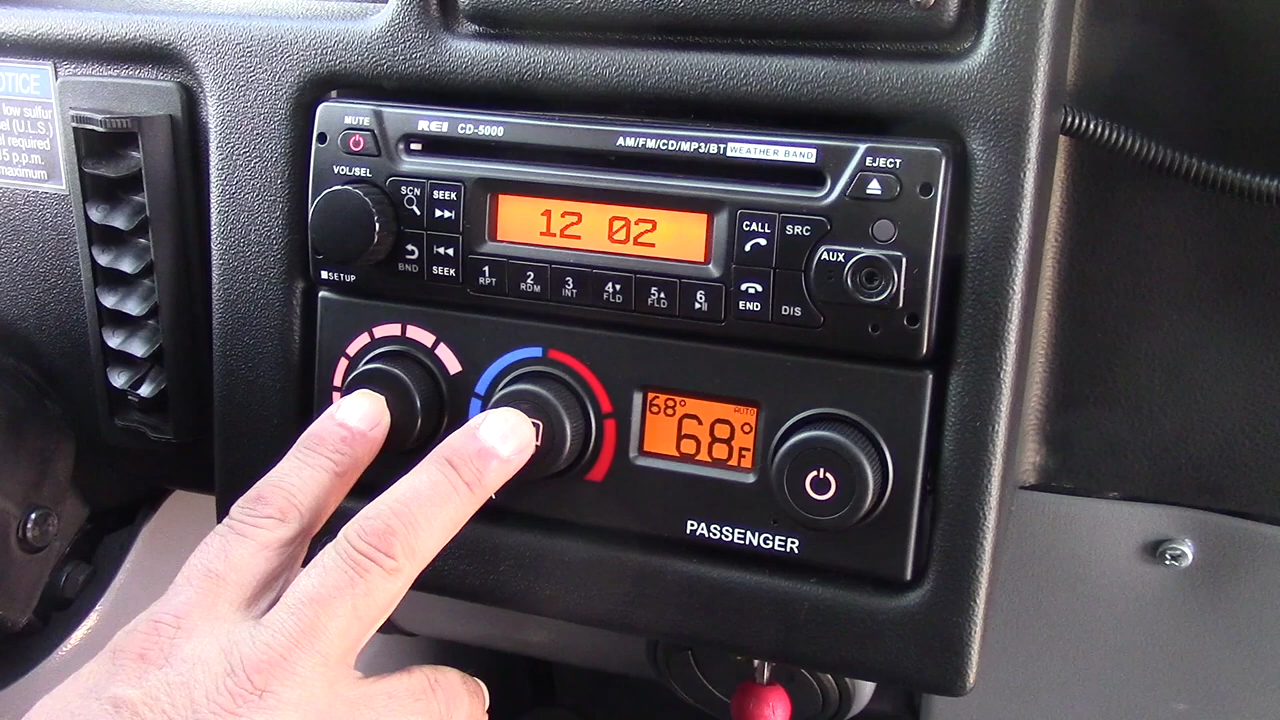 OTICE
low sulfur
el (U.L.S.)
el required
15 p.p.m.
maximum
MUTE
REI CD-5000
AM/FM/CD/MP3/BT WEATHER BAND
EJECT
VOL/SEL
SCN
SEEK
BND
SEEK
SETUP
12 02
CALL
SRC
AUX
END
DIS
1 RPT
2 RDM
3 INT
4 FLD
5 FLD
6
68° AUTO
68°F
PASSENGER